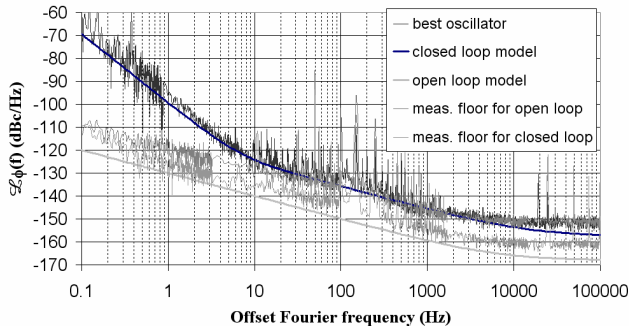 -60
-70
-80
-90
-100
-110
-120
-130
-140
-150
-160
-170
ℒϕ(f) (dBc/Hz)
best oscillator
closed loop model
open loop model
meas. floor for open loop
meas. floor for closed loop
0.1 1 10 100 1000 10000 100000
Offset Fourier frequency (Hz)